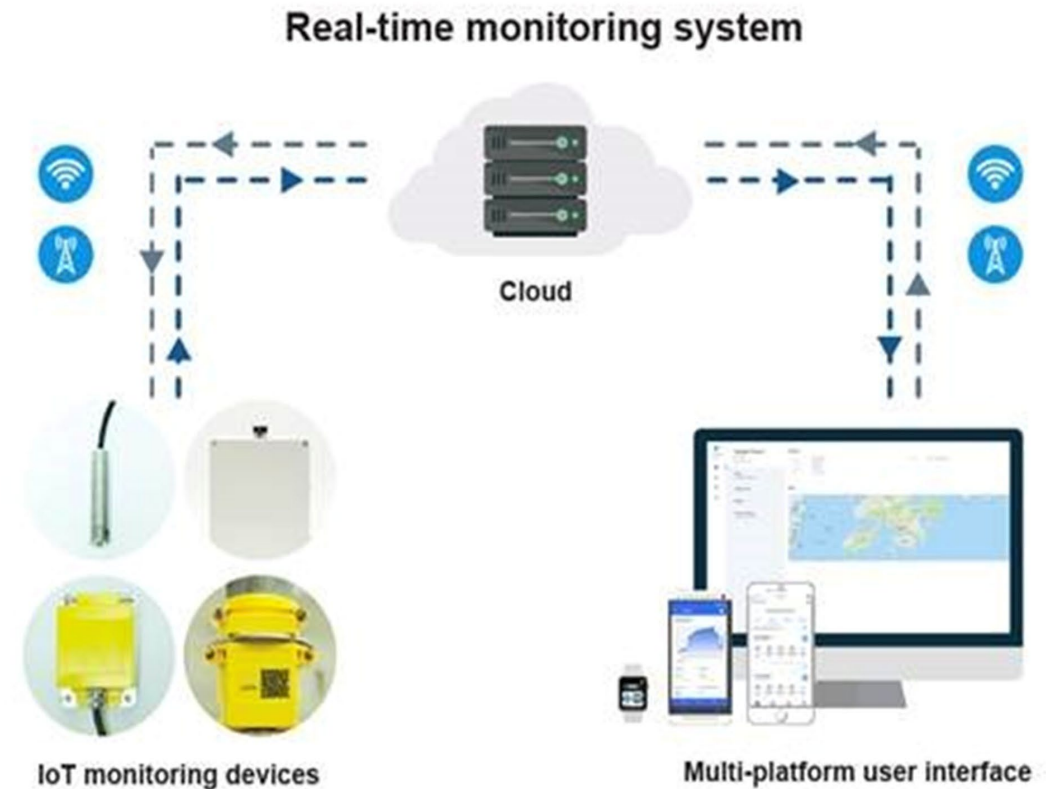 Real-time monitoring system
Cloud
IoT monitoring devices
Multi-platform user interface